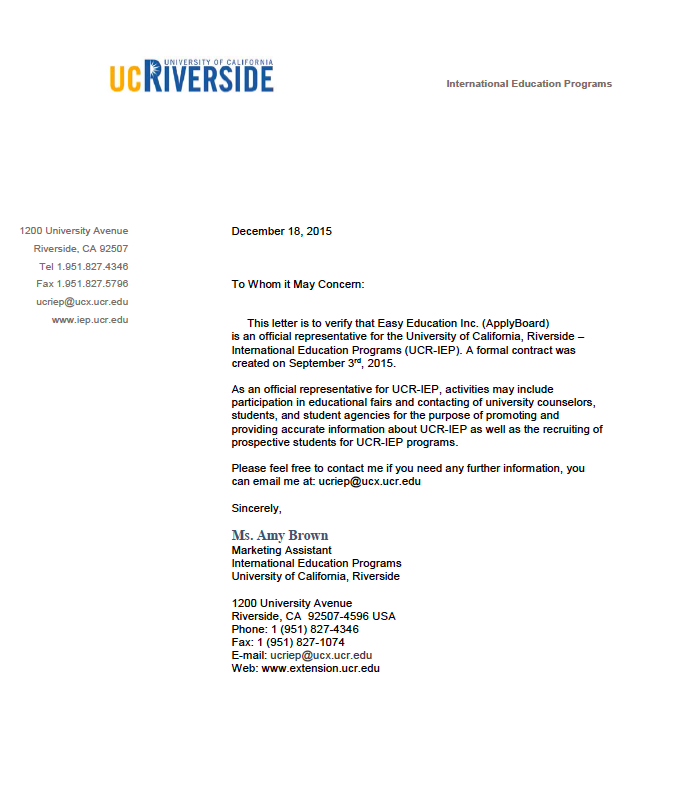 UNIVERSITY OF CALIFORNIA
UCRIVERSIDE
International Education Programs
1200 University Avenue
Riverside, CA 92507
Tel 1.951.827.4346
Fax 1.951.827.5796
ucriep@ucx.ucr.edu
www.iep.ucr.edu
December 18, 2015
To Whom it May Concern:
This letter is to verify that Easy Education Inc. (ApplyBoard)
is an official representative for the University of California, Riverside –
International Education Programs (UCR-IEP). A formal contract was
created on September 3rd, 2015.
As an official representative for UCR-IEP, activities may include
participation in educational fairs and contacting of university counselors,
students, and student agencies for the purpose of promoting and
providing accurate information about UCR-IEP as well as the recruiting of
prospective students for UCR-IEP programs.
Please feel free to contact me if you need any further information, you
can email me at: ucriep@ucx.ucr.edu
Sincerely,
Ms. Amy Brown
Marketing Assistant
International Education Programs
University of California, Riverside
1200 University Avenue
Riverside, CA  92507-4596 USA
Phone: 1 (951) 827-4346
Fax: 1 (951) 827-1074
E-mail: ucriep@ucx.ucr.edu
Web: www.extension.ucr.edu